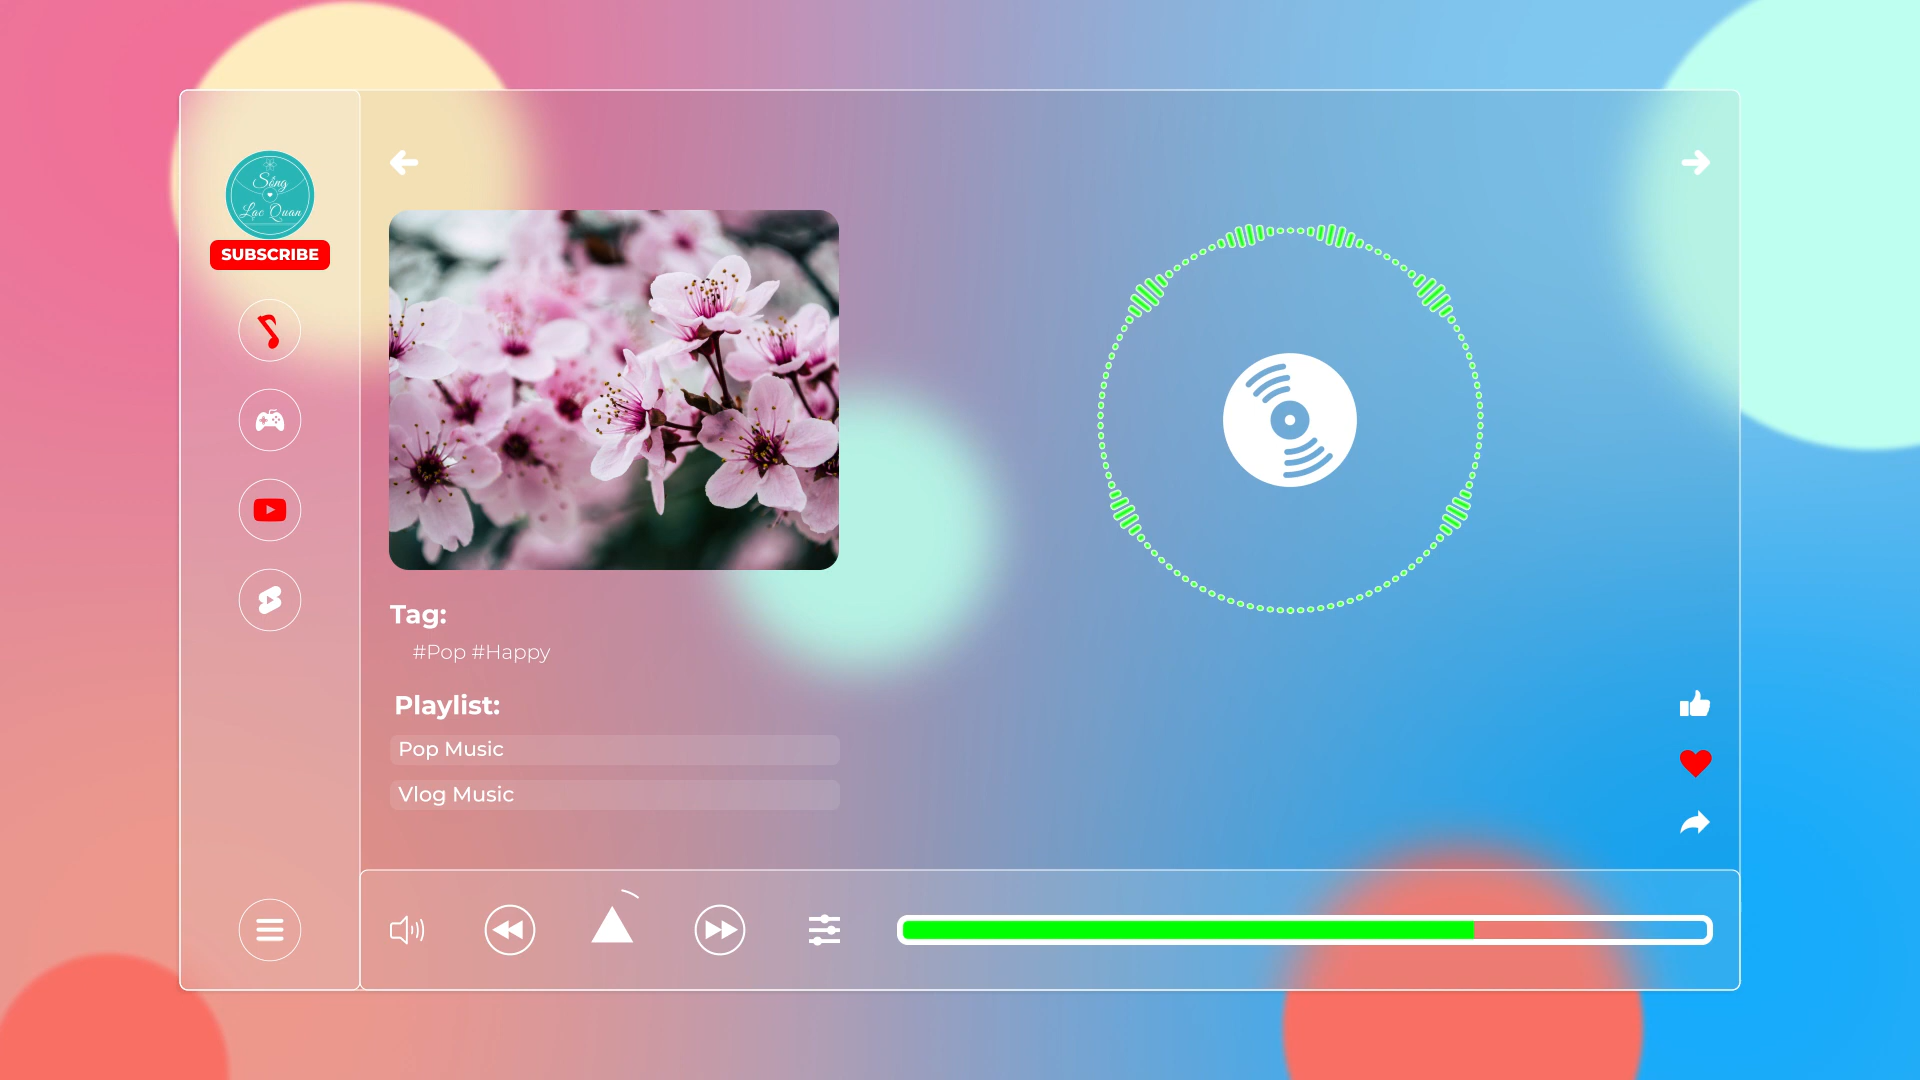 Sống
Lạc Quan
SUBSCRIBE
Tag:
#Pop #Happy
Playlist:
Pop Music
Vlog Music